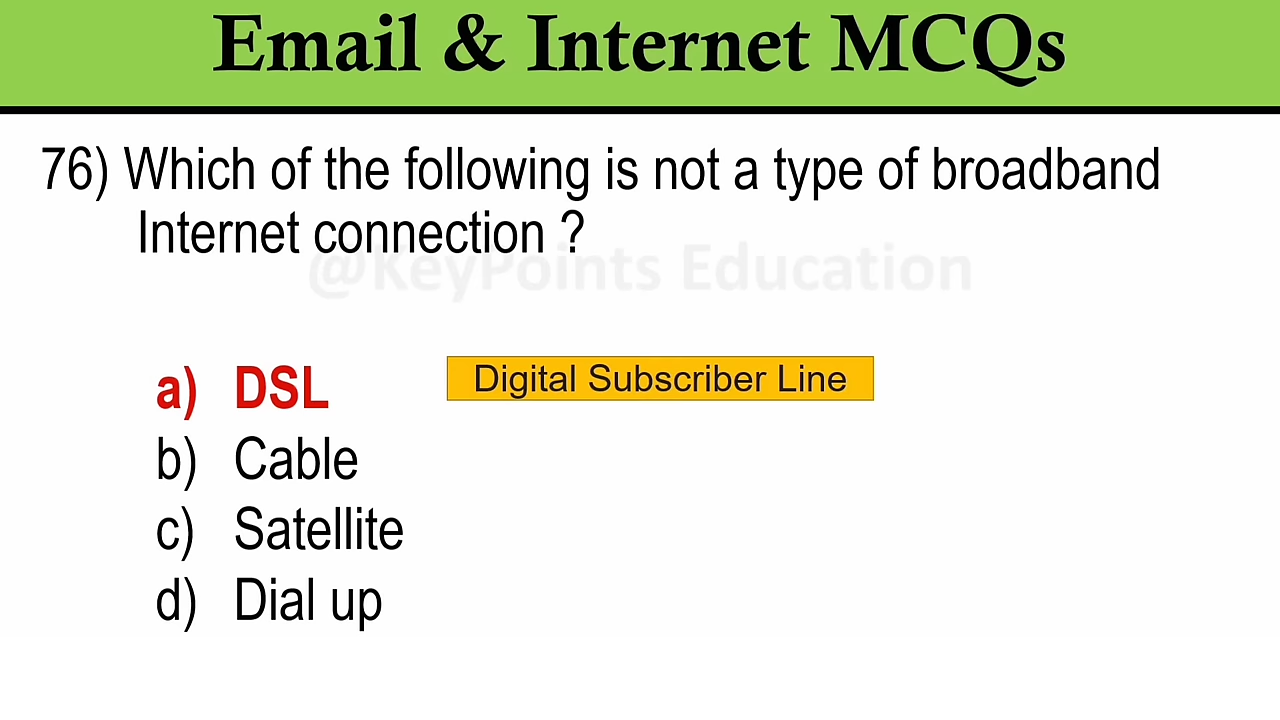 Email & Internet MCQs
76) Which of the following is not a type of broadband
Internet connection ?
@KeyPoints Education
a) DSL
Digital Subscriber Line
b) Cable
c) Satellite
d) Dial up